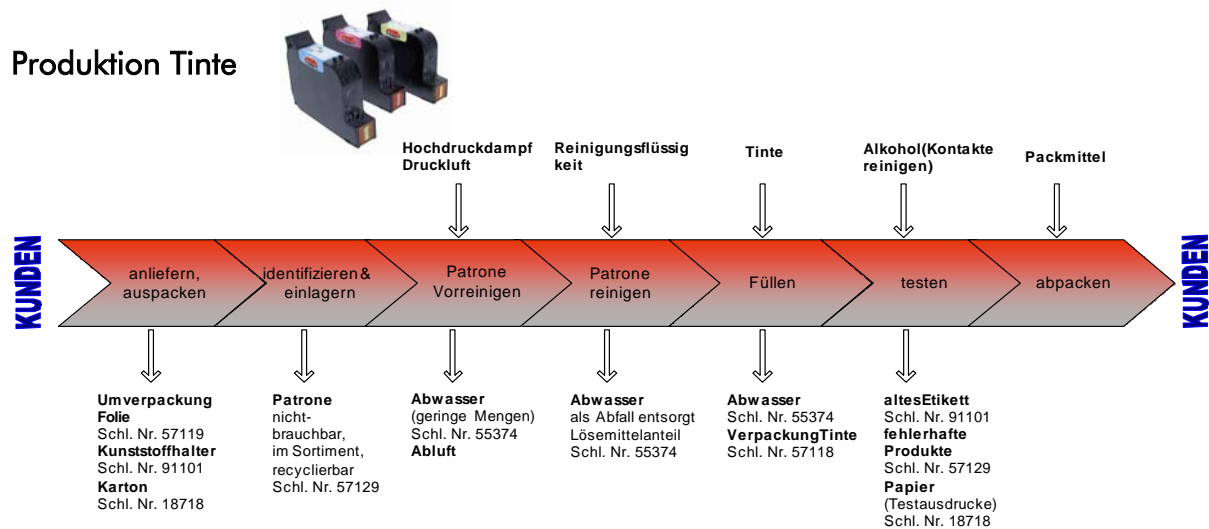 Produktion Tinte
Hochdruckdampf
Druckluft
Reinigungsflüssig
keit
Tinte
Alkohol(Kontakte
reinigen)
Packmittel
KUNDEN
anliefern,
auspacken
identifizieren &
einlagern
Patrone
Vorreinigen
Patrone
reinigen
Füllen
testen
abpacken
KUNDEN
Umverpackung
Folie
Schl. Nr. 57119
Kunststoffhalter
Schl. Nr. 91101
Karton
Schl. Nr. 18718
Patrone
nicht-
brauchbar,
im Sortiment,
recyclierbar
Schl. Nr. 57129
Abwasser
(geringe Mengen)
Schl. Nr. 55374
Abluft
Abwasser
als Abfall entsorgt
Lösemittelanteil
Schl. Nr. 55374
Abwasser
Schl. Nr. 55374
VerpackungTinte
Schl. Nr. 57118
altesEtikett
Schl. Nr. 91101
fehlerhafte
Produkte
Schl. Nr. 57129
Papier
(Testausdrucke)
Schl. Nr. 18718